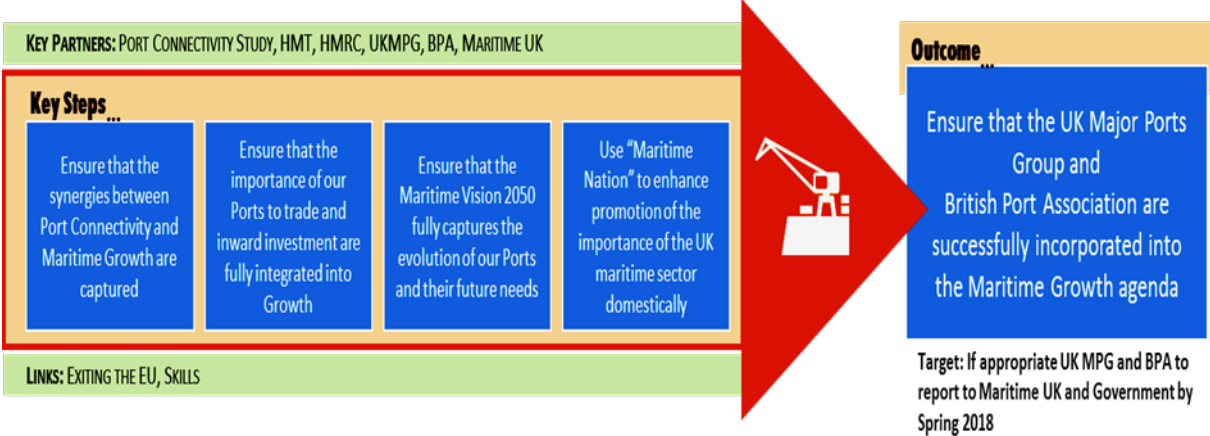 KEY PARTNERS: PORT CONNECTIVITY STUDY, HMT, HMRC, UKMPG, BPA, MARITIME UK
Key Steps...
Ensure that the
synergies between
Port Connectivity and
Maritime Growth are
captured
Ensure that the
importance of our
Ports to trade and
inward investment are
fully integrated into
Growth
Ensure that the
Maritime Vision 2050
fully captures the
evolution of our Ports
and their future needs
Use “Maritime
Nation” to enhance
promotion of the
importance of the UK
maritime sector
domestically
LINKS: EXITING THE EU, SKILLS
Outcome...
Ensure that the UK Major Ports
Group and
British Port Association are
successfully incorporated into
the Maritime Growth agenda
Target: If appropriate UK MPG and BPA to
report to Maritime UK and Government by
Spring 2018